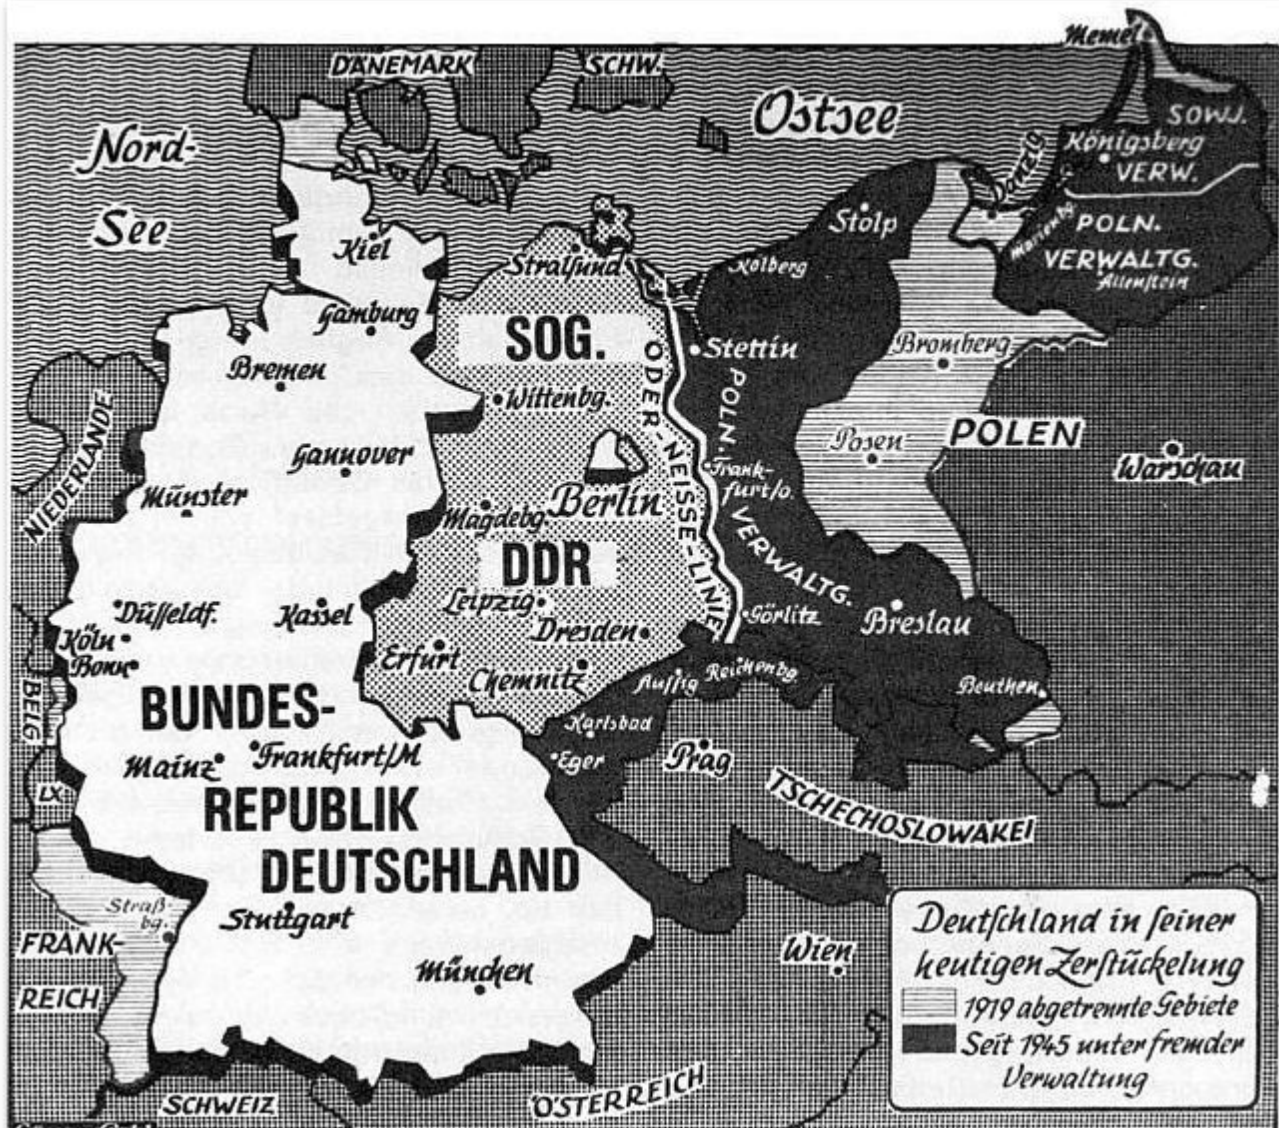 Memel
DÄNEMARK
SCHW.
Ostsee
SOWJ.
Königsberg
VERW.
Danzig
Nord-
See
Stolp
Marienbg.
POLN.
VERWALTG.
Allenstein
Kiel
Stralsund
Kolberg
Hamburg
SOG.
Stettin
Bromberg
Bremen
Wittenbg.
ODER-NEISSE-LINIE
POLN. VERWALTG.
NIEDERLANDE
Hannover
Posen
POLEN
Warschau
Frank-
furt/o.
Münster
Magdebg.
Berlin
DDR
Leipzig
Düsseldf.
Kassel
Dresden
Görlitz
Breslau
Köln
Bonn
Erfurt
Chemnitz
Aussig
Reichenbg.
Beuthen
BELG
BUNDES-
Karlsbad
Mainz
Frankfurt/M
Eger
Prag
LX.
REPUBLIK
TSCHECHOSLOWAKEI
DEUTSCHLAND
Straß-
bg.
Stuttgart
FRANK-
REICH
München
Wien
SCHWEIZ
ÖSTERREICH
Deutſchland in ſeiner
heutigen Zerſtückelung
1919 abgetrennte Gebiete
Seit 1945 unter fremder
Verwaltung